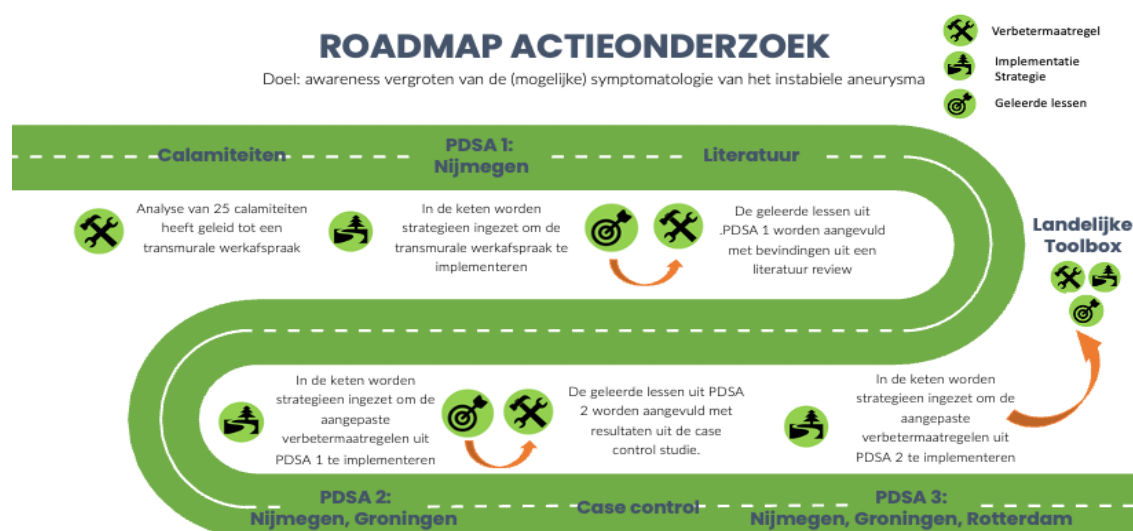 ROADMAP ACTIEONDERZOEK
Doel: awareness vergroten van de (mogelijke) symptomatologie van het instabiele aneurysma
Verbetermaatregel
Implementatie
Strategie
Geleerde lessen
Calamiteiten
PDSA 1:
Nijmegen
Literatuur
Analyse van 25 calamiteiten
heeft geleid tot een
transmurale werkafspraak
In de keten worden
strategieen ingezet om de
transmurale werkafspraak te
implementeren
De geleerde lessen uit
.PDSA 1 worden aangevuld
met bevindingen uit een
literatuur review
Landelijke
Toolbox
In de keten worden
strategieen ingezet om de
aangepaste
verbetermaatregelen uit
PDSA 1 te implementeren
De geleerde lessen uit PDSA
2 worden aangevuld met
resultaten uit de case
control studie.
In de keten worden
strategieen ingezet om de
aangepaste
verbetermaatregelen uit
PDSA 2 te implementeren
PDSA 2:
Nijmegen, Groningen
Case control
PDSA 3:
Nijmegen, Groningen, Rotterdam